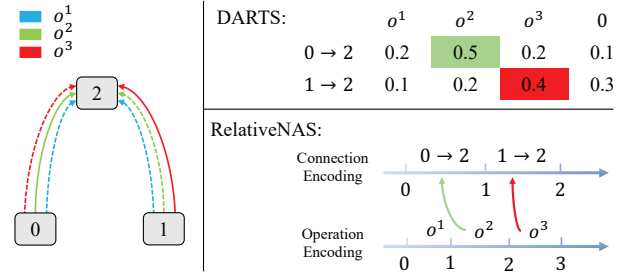 o¹
o²
o³
2
0
1
DARTS:
o¹ o² o³ 0
0 → 2 0.2 0.5 0.2 0.1
1 → 2 0.1 0.2 0.4 0.3
RelativeNAS:
Connection Encoding
0 → 2 1 → 2
0 1 2
Operation Encoding
o¹ o² o³
0 1 2 3